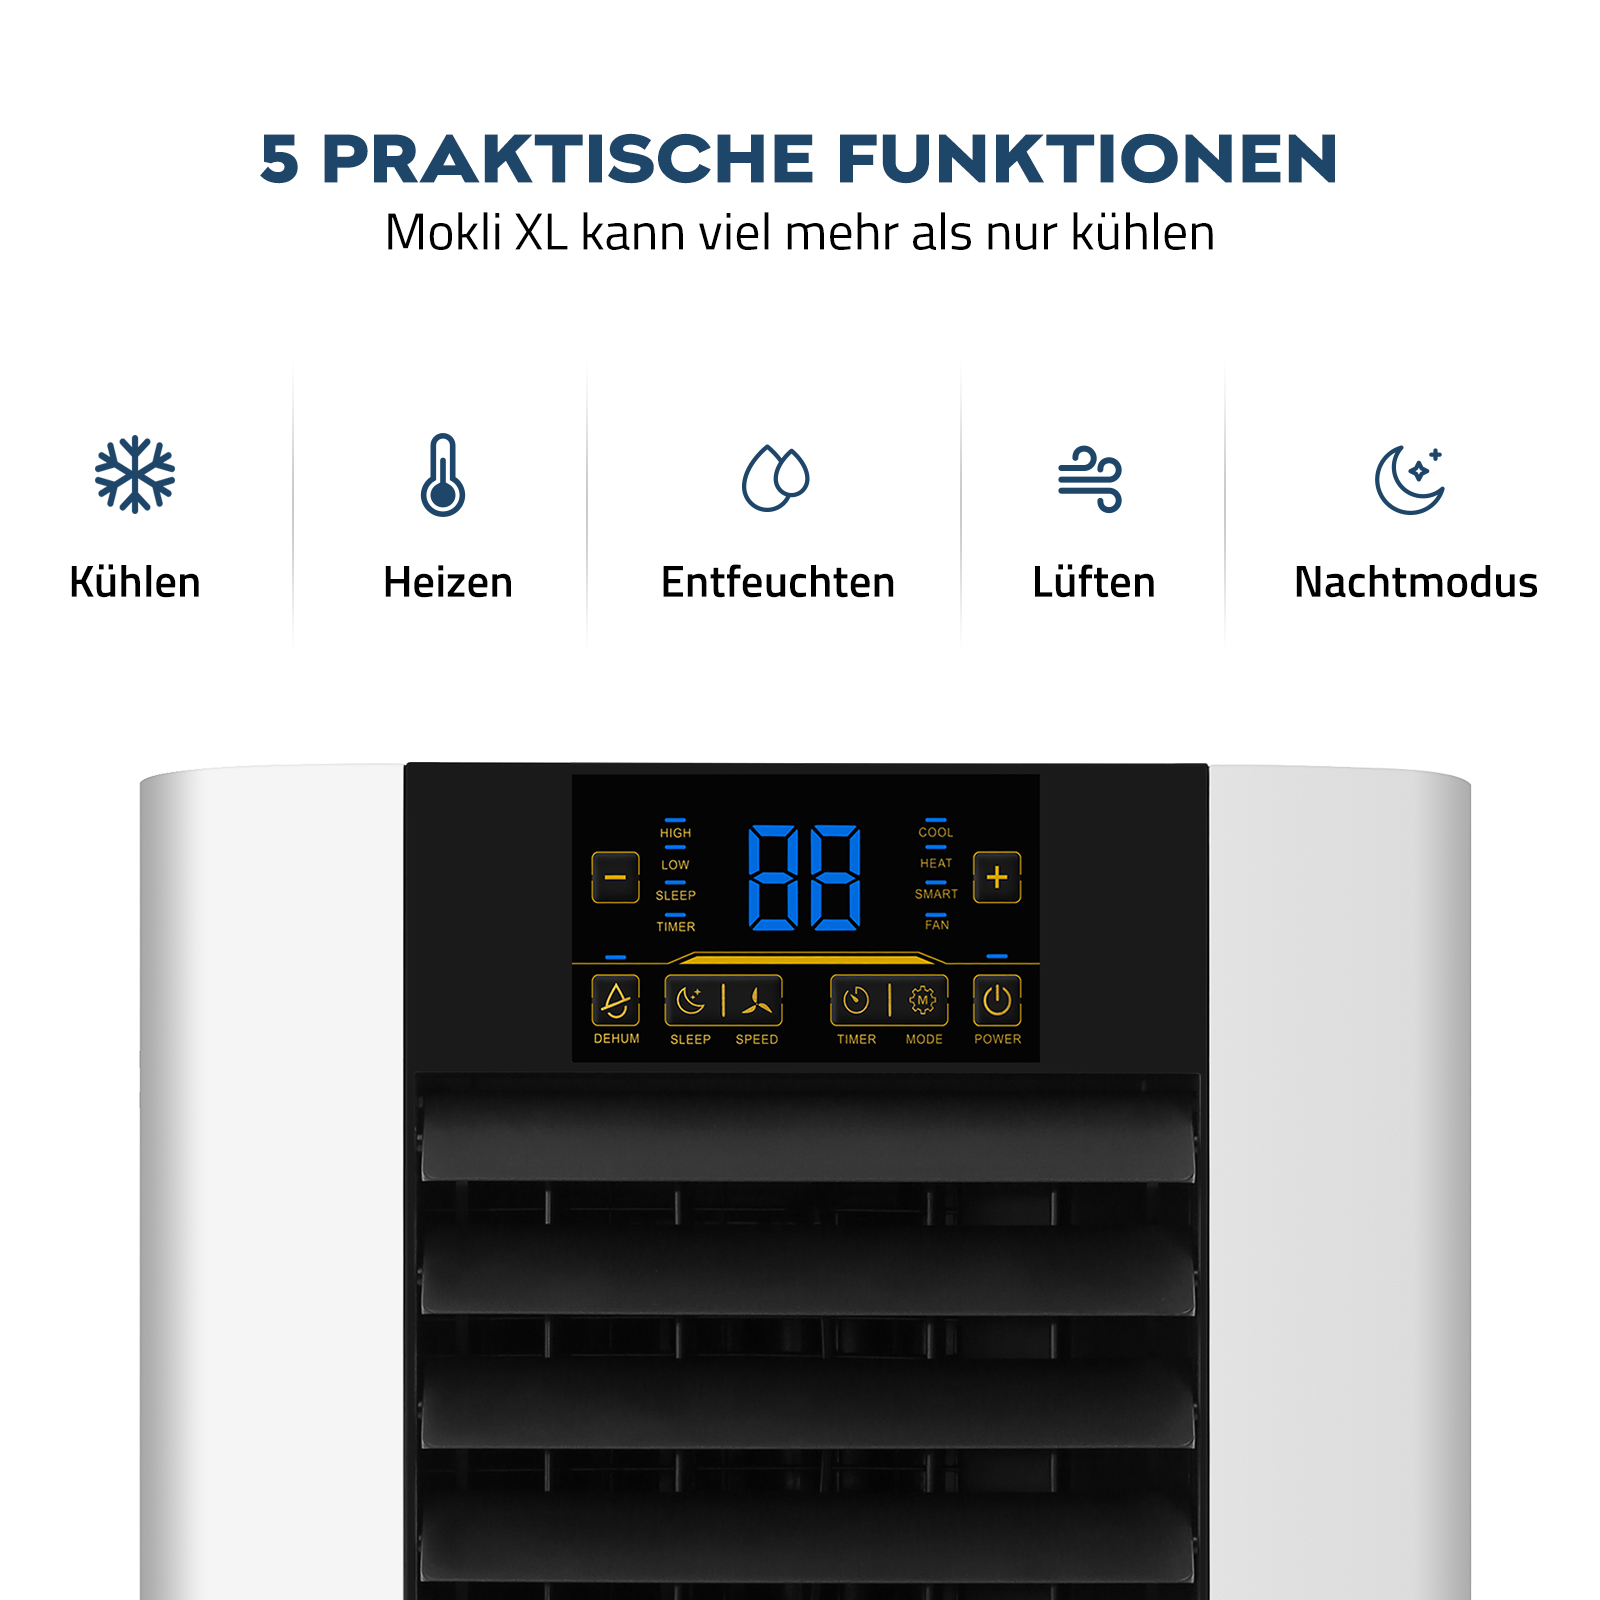 5 PRAKTISCHE FUNKTIONEN
Mokli XL kann viel mehr als nur kühlen
Kühlen
Heizen
Entfeuchten
Lüften
Nachtmodus
HIGH
LOW
SLEEP
TIMER
88
COOL
HEAT
SMART
FAN
− +
M
DEHUM SLEEP SPEED TIMER MODE POWER